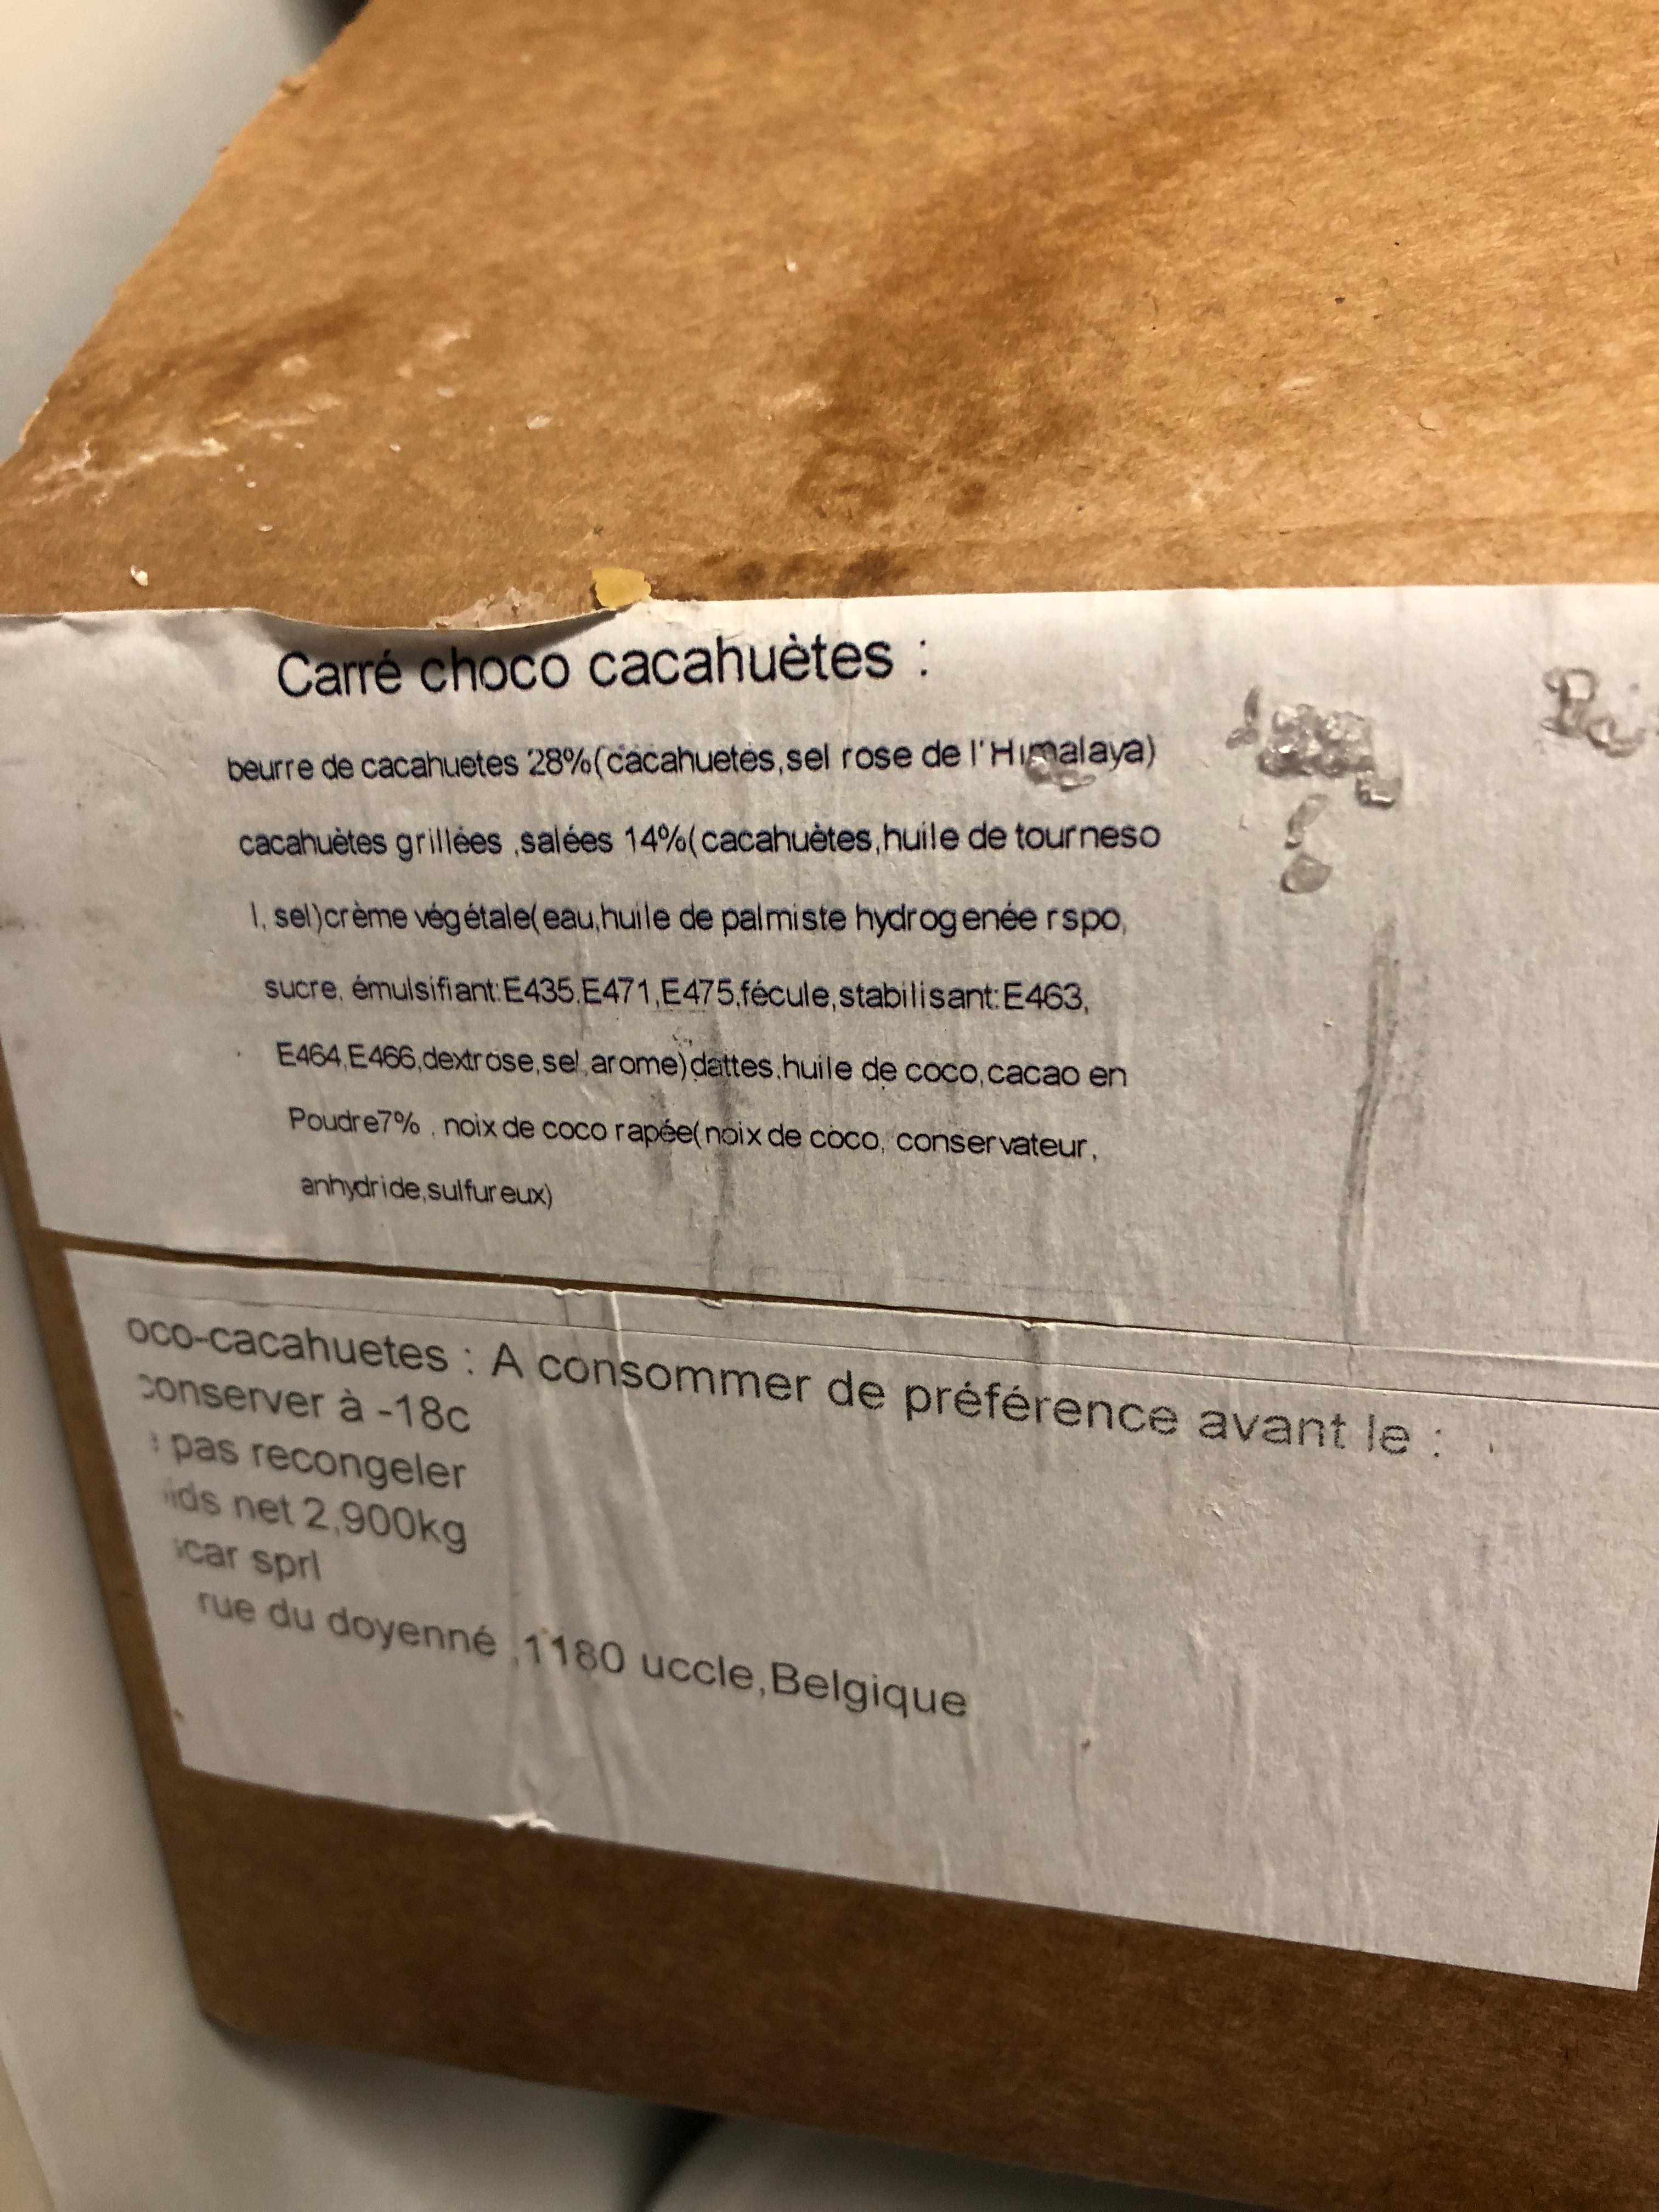 Carré choco cacahuètes :
beurre de cacahuetes 28%(cacahuetes,sel rose de l'Himalaya)
cacahuètes grillées ,salées 14%(cacahuètes,huile de tourneso
l, sel)crème végétale(eau,huile de palmiste hydrogenée rspo,
sucre, émulsifiant:E435,E471,E475,fécule,stabilisant:E463,
E464,E466,dextrose,sel,arome)dattes,huile de coco,cacao en
Poudre7% , noix de coco rapée(noix de coco, conservateur,
anhydride,sulfureux)
oco-cacahuetes : A consommer de préférence avant le :
conserver à -18c
pas recongeler
ids net 2,900kg
car sprl
rue du doyenné ,1180 uccle,Belgique